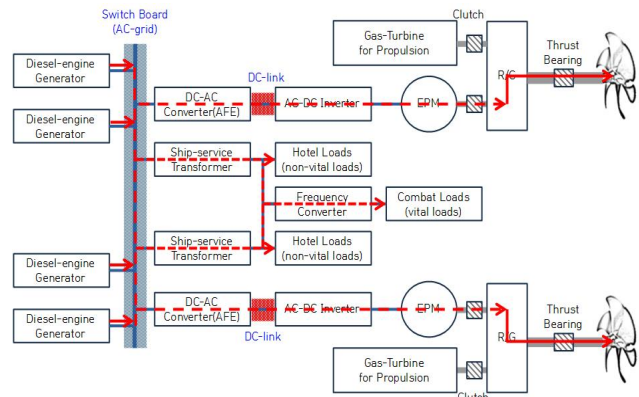 Switch Board
(AC-grid)
Clutch
Gas-Turbine
for Propulsion
Thrust
Bearing
Diesel-engine
Generator
DC-link
R/G
DC-AC
Converter(AFE)
AC-DC Inverter
EPM
Diesel-engine
Generator
Ship-service
Transformer
Hotel Loads
(non-vital loads)
Frequency
Converter
Combat Loads
(vital loads)
Ship-service
Transformer
Hotel Loads
(non-vital loads)
Diesel-engine
Generator
DC-AC
Converter(AFE)
AC-DC Inverter
EPM
Thrust
Bearing
Diesel-engine
Generator
DC-link
R/G
Gas-Turbine
for Propulsion
Clutch